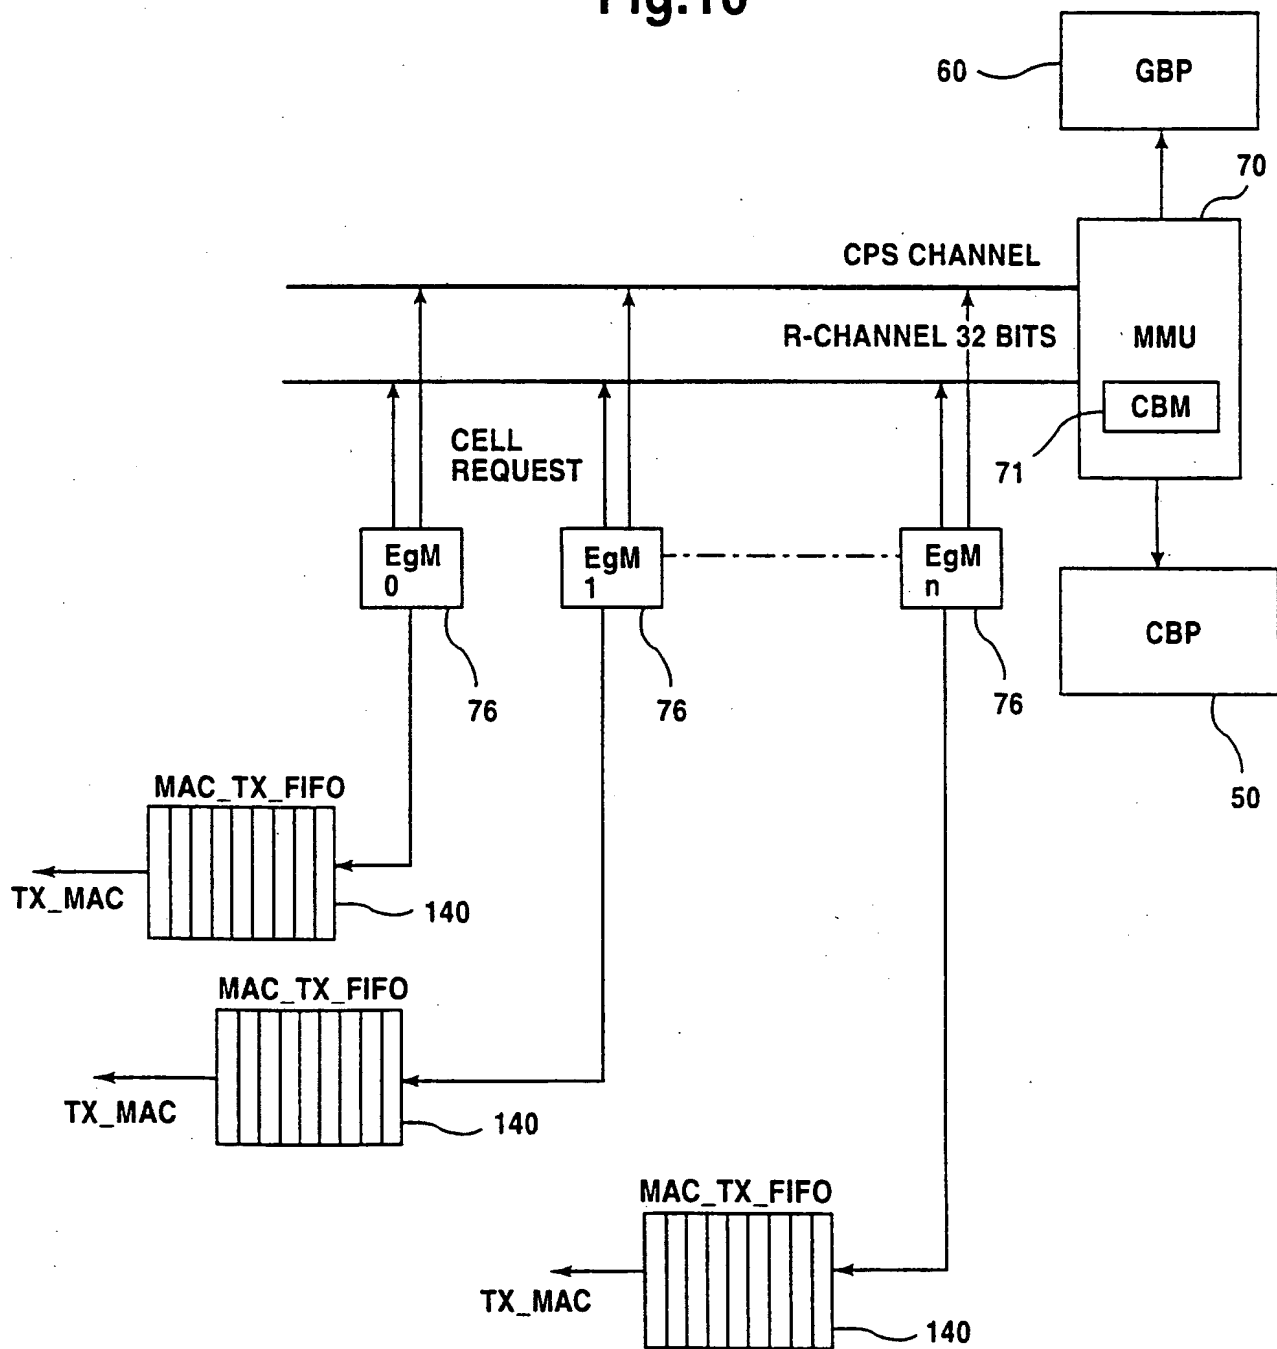 Fig.10
60
GBP
70
CPS CHANNEL
R-CHANNEL 32 BITS
MMU
CBM
71
CELL
REQUEST
EgM
0
EgM
1
EgM
n
CBP
76
76
76
50
MAC_TX_FIFO
TX_MAC
140
MAC_TX_FIFO
TX_MAC
140
MAC_TX_FIFO
TX_MAC
140